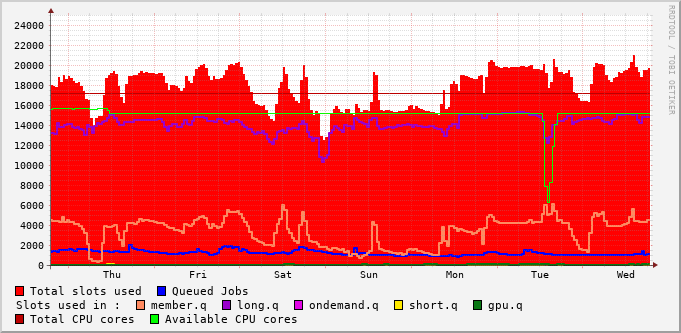 RRDTOOL / TOBI OETIKER
24000
22000
20000
18000
16000
14000
12000
10000
8000
6000
4000
2000
0
Thu Fri Sat Sun Mon Tue Wed
Total slots used Queued Jobs
Slots used in : member.q long.q ondemand.q short.q gpu.q
Total CPU cores Available CPU cores